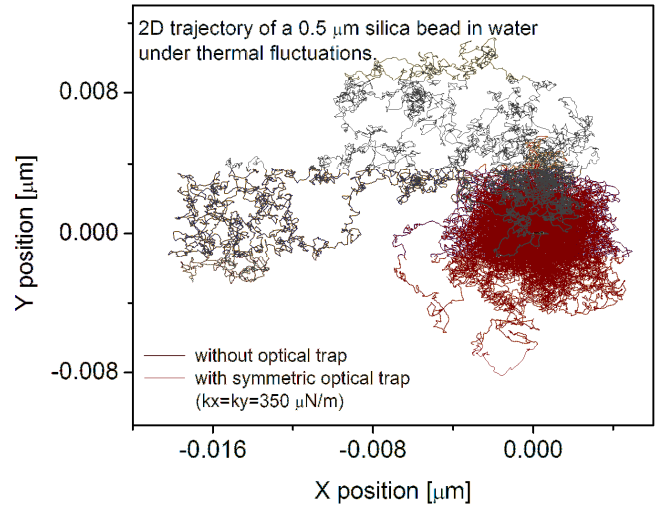 2D trajectory of a 0.5 μm silica bead in water
under thermal fluctuations.
0.008
0.000
-0.008
Y position [μm]
without optical trap
with symmetric optical trap
(kx=ky=350 μN/m)
-0.016
-0.008
0.000
X position [μm]